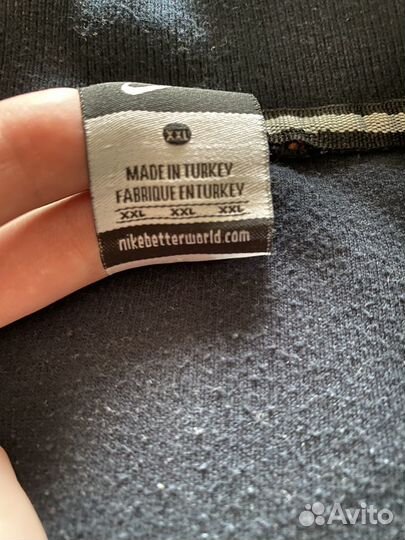 XXL
MADE IN TURKEY
FABRIQUE EN TURKEY
XXL XXL XXL
nikebetterworld.com
Avito